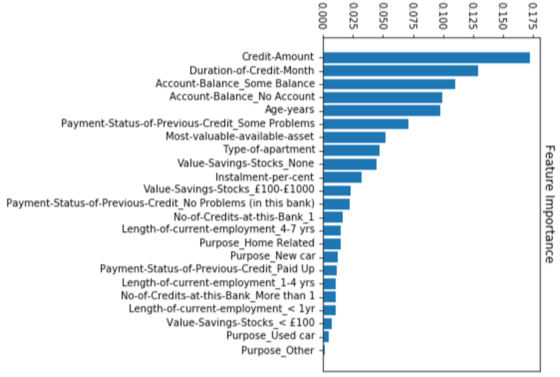 0.000 0.025 0.050 0.075 0.100 0.125 0.150 0.175
Credit-Amount
Duration-of-Credit-Month
Account-Balance_Some Balance
Account-Balance_No Account
Age-years
Payment-Status-of-Previous-Credit_Some Problems
Most-valuable-available-asset
Type-of-apartment
Value-Savings-Stocks_None
Instalment-per-cent
Value-Savings-Stocks_£100-£1000
Payment-Status-of-Previous-Credit_No Problems (in this bank)
No-of-Credits-at-this-Bank_1
Length-of-current-employment_4-7 yrs
Purpose_Home Related
Purpose_New car
Payment-Status-of-Previous-Credit_Paid Up
Length-of-current-employment_1-4 yrs
No-of-Credits-at-this-Bank_More than 1
Length-of-current-employment_< 1yr
Value-Savings-Stocks_< £100
Purpose_Used car
Purpose_Other
Feature Importance